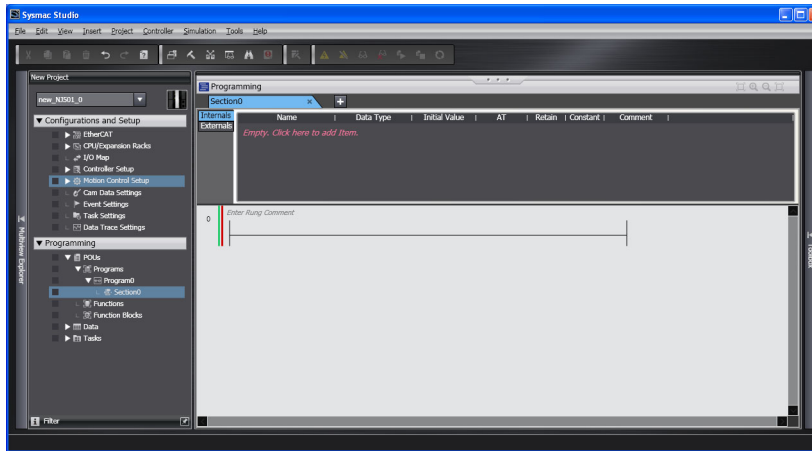 Sysmac Studio
File Edit View Insert Project Controller Simulation Tools Help
New Project
new_NJ501_0
Configurations and Setup
EtherCAT
CPU/Expansion Racks
I/O Map
Controller Setup
Motion Control Setup
Cam Data Settings
Event Settings
Task Settings
Data Trace Settings
Programming
POUs
Programs
Program0
Section0
Functions
Function Blocks
Data
Tasks
Filter
Multiview Explorer
Programming
Section0
Internals
Externals
Name Data Type Initial Value AT Retain Constant Comment
Empty. Click here to add Item.
0
Enter Rung Comment
Toolbox